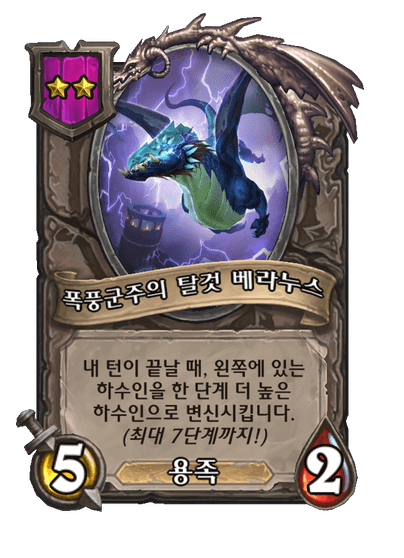 폭풍군주의 탈것 베라누스
내 턴이 끝날 때, 왼쪽에 있는
하수인을 한 단계 더 높은
하수인으로 변신시킵니다.
(최대 7단계까지!)
5
용족
2